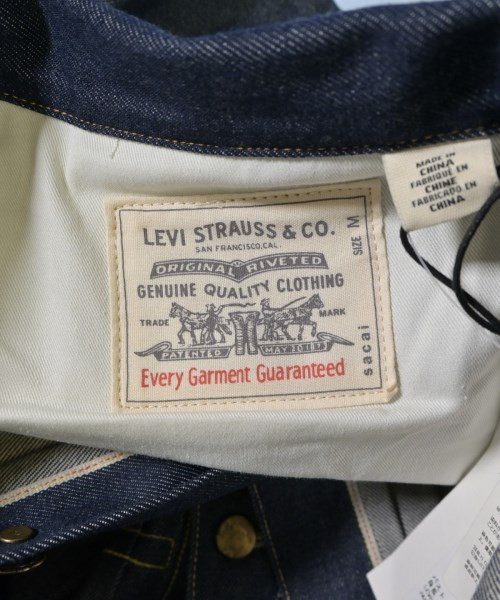 LEVI STRAUSS & CO.
SAN FRANCISCO, CAL.
ORIGINAL RIVETED
GENUINE QUALITY CLOTHING
TRADE MARK
PATENTED MAY 20 1873
Every Garment Guaranteed
SIZE M
sacai
MADE IN
CHINA
FABRIQUÉ EN
CHINE
FABRICADO EN
CHINA